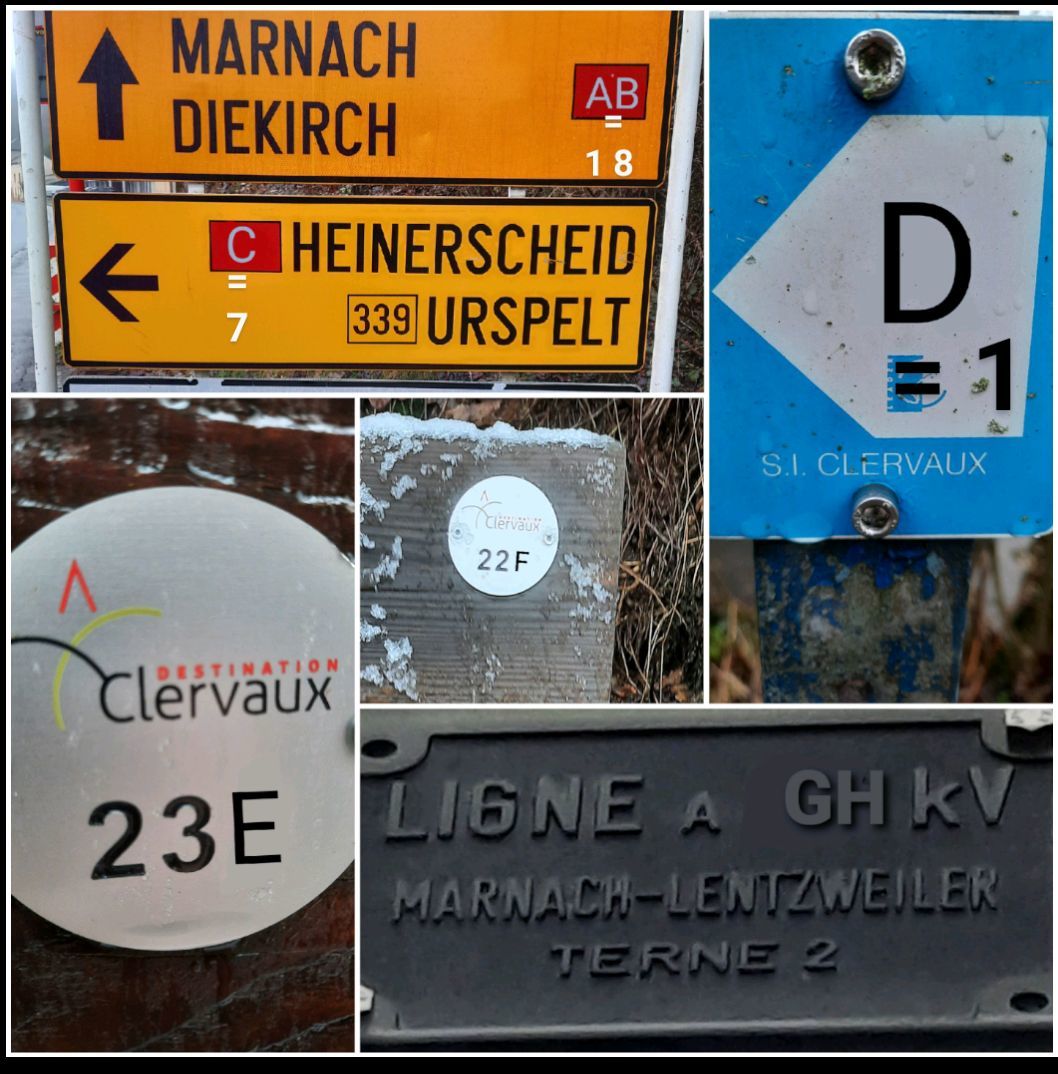 MARNACH
DIEKIRCH
AB
=
1 8
C
HEINERSCHEID
=
7
339
URSPELT
D
= 1
S.I. CLERVAUX
DESTINATION
Clervaux
23E
DESTINATION
Clervaux
22F
LIGNE A GH kV
MARNACH-LENTZWEILER
TERNE 2